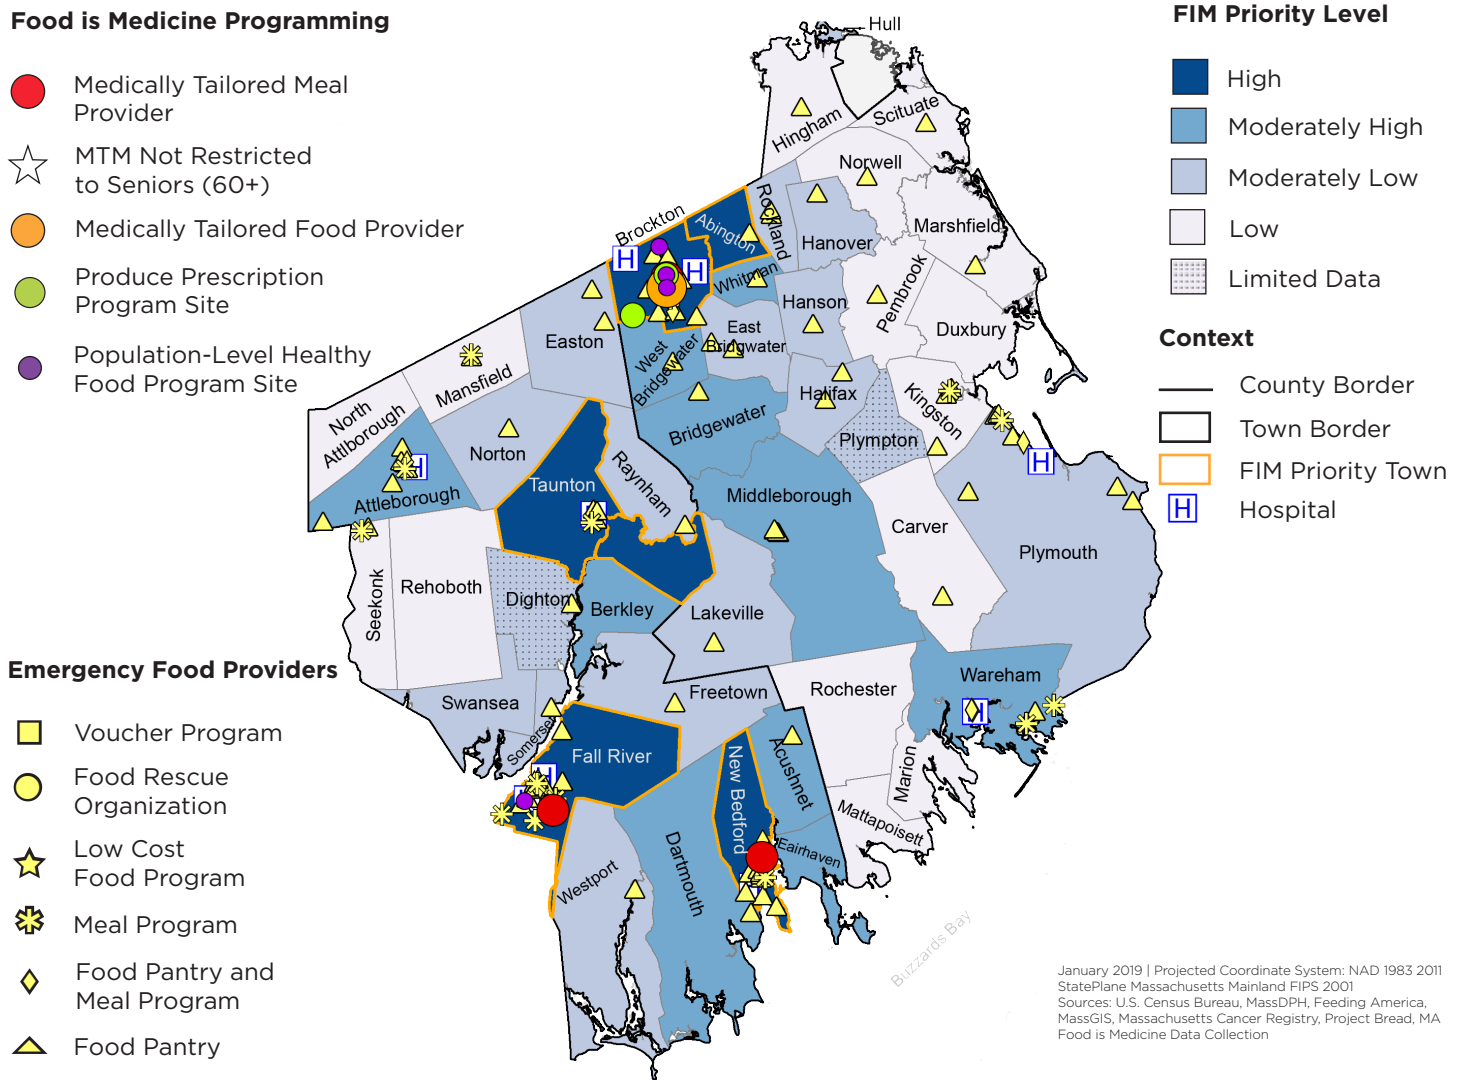 Food is Medicine Programming
Medically Tailored Meal
Provider
MTM Not Restricted
to Seniors (60+)
Medically Tailored Food Provider
Produce Prescription
Program Site
Population-Level Healthy
Food Program Site
Emergency Food Providers
Voucher Program
Food Rescue
Organization
Low Cost
Food Program
Meal Program
Food Pantry and
Meal Program
Food Pantry
FIM Priority Level
High
Moderately High
Moderately Low
Low
Limited Data
Context
County Border
Town Border
FIM Priority Town
H
Hospital
Hull
Hingham
Scituate
Norwell
Rockland
Brockton
Abington
Hanover
Marshfield
H
H
Whitman
Hanson
Pembrook
Duxbury
East
Bridgwater
West
Bridgewater
Easton
Mansfield
North
Attlborough
Halifax
Kingston
Bridgewater
Plympton
Norton
Raynham
Taunton
H
Attleborough
H
Middleborough
H
Carver
Plymouth
Seekonk
Rehoboth
Dighton
Berkley
Lakeville
Wareham
H
Swansea
Somerset
Freetown
Rochester
Fall River
H
New Bedford
Acushnet
Marion
Mattapoisett
Eairhaven
Dartmouth
Westport
Buzzards Bay
January 2019 | Projected Coordinate System: NAD 1983 2011
StatePlane Massachusetts Mainland FIPS 2001
Sources: U.S. Census Bureau, MassDPH, Feeding America,
MassGIS, Massachusetts Cancer Registry, Project Bread, MA
Food is Medicine Data Collection